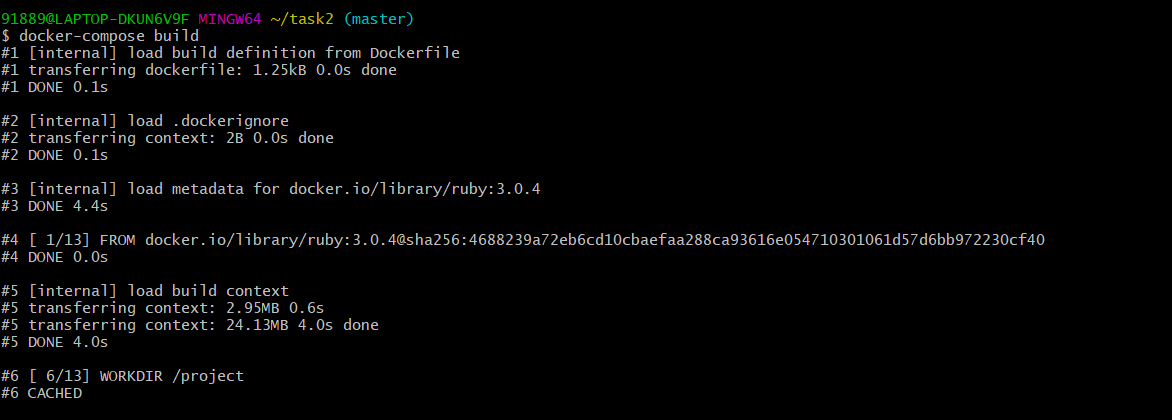 91889@LAPTOP-DKUN6V9F MINGW64 ~/task2 (master)
$ docker-compose build
#1 [internal] load build definition from Dockerfile
#1 transferring dockerfile: 1.25kB 0.0s done
#1 DONE 0.1s
#2 [internal] load .dockerignore
#2 transferring context: 2B 0.0s done
#2 DONE 0.1s
#3 [internal] load metadata for docker.io/library/ruby:3.0.4
#3 DONE 4.4s
#4 [ 1/13] FROM docker.io/library/ruby:3.0.4@sha256:4688239a72eb6cd10cbaefaa288ca93616e054710301061d57d6bb972230cf40
#4 DONE 0.0s
#5 [internal] load build context
#5 transferring context: 2.95MB 0.6s
#5 transferring context: 24.13MB 4.0s done
#5 DONE 4.0s
#6 [ 6/13] WORKDIR /project
#6 CACHED